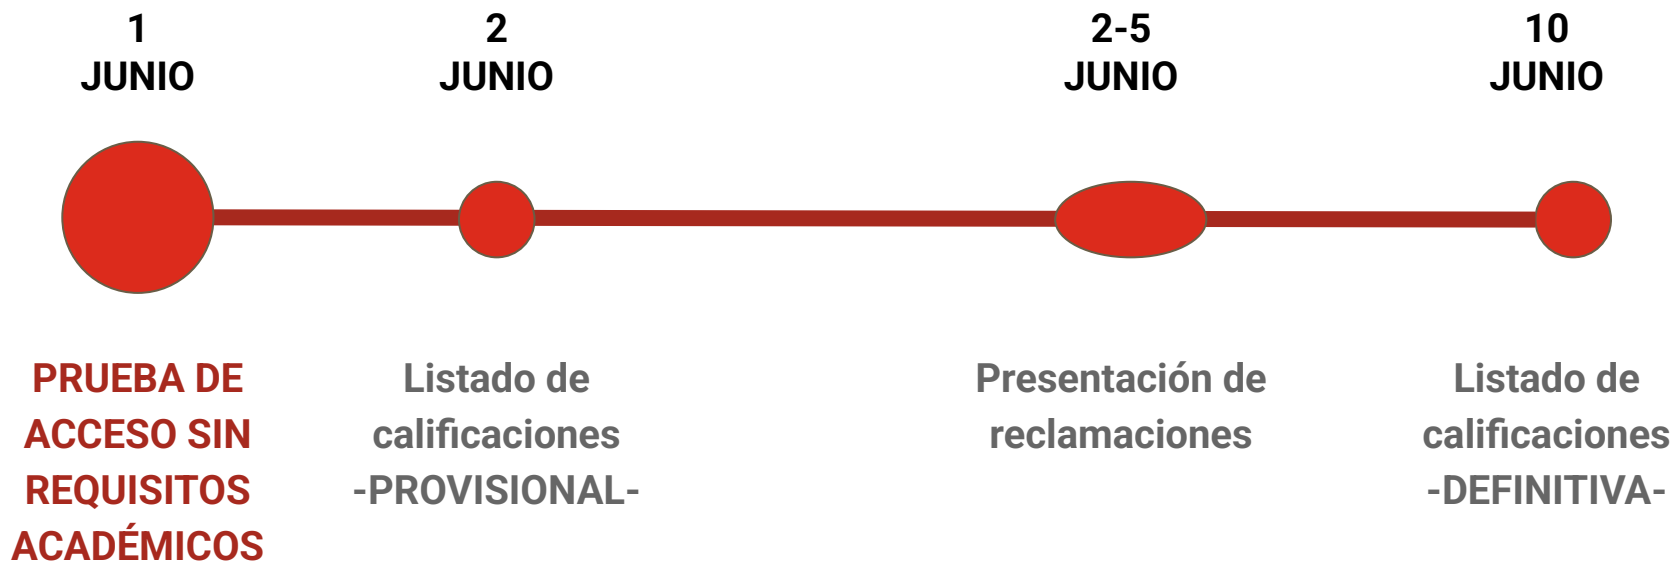 1
JUNIO
2
JUNIO
2-5
JUNIO
10
JUNIO
PRUEBA DE
ACCESO SIN
REQUISITOS
ACADÉMICOS
Listado de
calificaciones
-PROVISIONAL-
Presentación de
reclamaciones
Listado de
calificaciones
-DEFINITIVA-